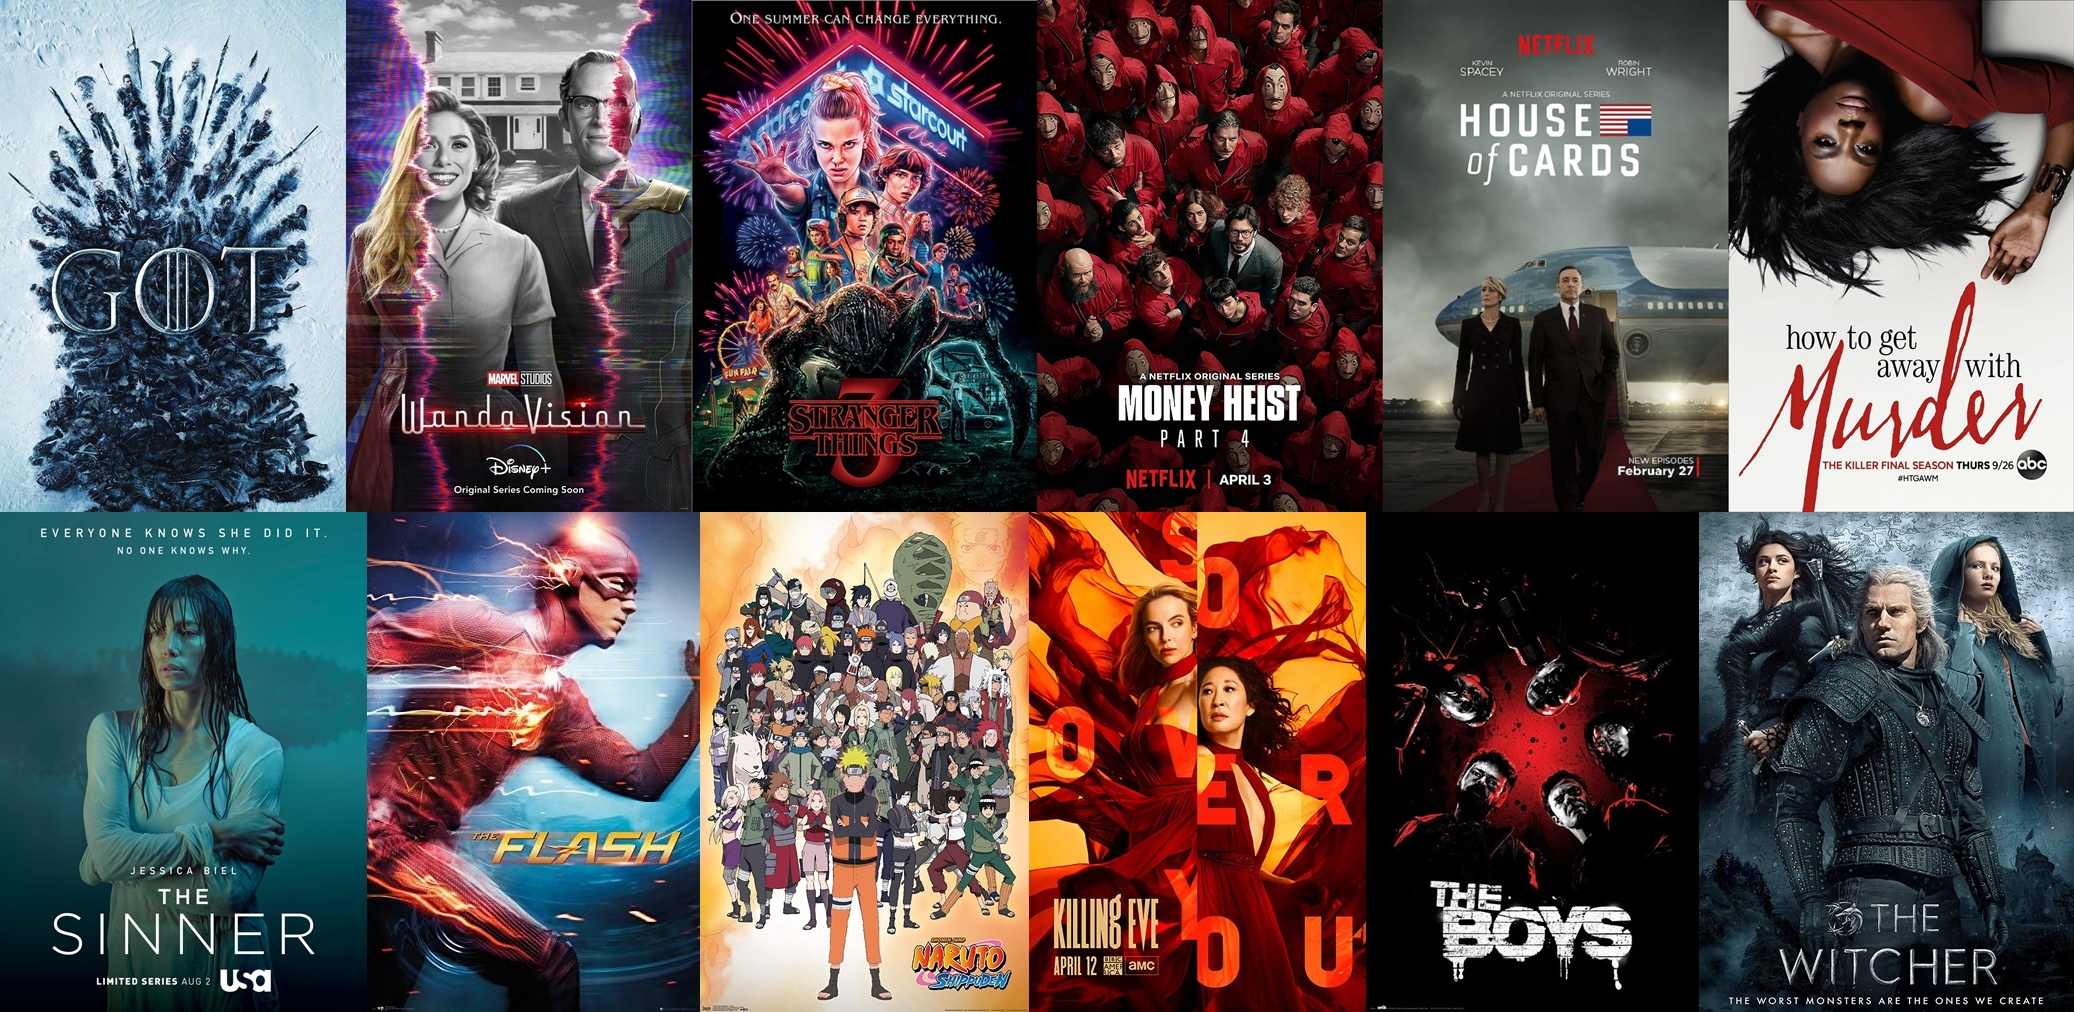 GOT
MARVEL STUDIOS
WandaVision
Disney+
Original Series Coming Soon
ONE SUMMER CAN CHANGE EVERYTHING.
starcourt
starcourt
FUN FAIR
STRANGER
THINGS
3
A NETFLIX ORIGINAL SERIES
MONEY HEIST
PART 4
NETFLIX | APRIL 3
NETFLIX
KEVIN
SPACEY
ROBIN
WRIGHT
A NETFLIX ORIGINAL SERIES
HOUSE
of CARDS
NEW EPISODES
February 27
how to get
away with
Murder
THE KILLER FINAL SEASON THURS 9/26 abc
#HTGAWM
EVERYONE KNOWS SHE DID IT.
NO ONE KNOWS WHY.
JESSICA BIEL
THE
SINNER
LIMITED SERIES AUG 2 usa
THE FLASH
SHONEN JUMP
NARUTO
SHIPPUDEN
SO
OVER
YOU
KILLING EVE
APRIL 12 BBC AMERICA amc
THE
BOYS
THE
WITCHER
THE WORST MONSTERS ARE THE ONES WE CREATE